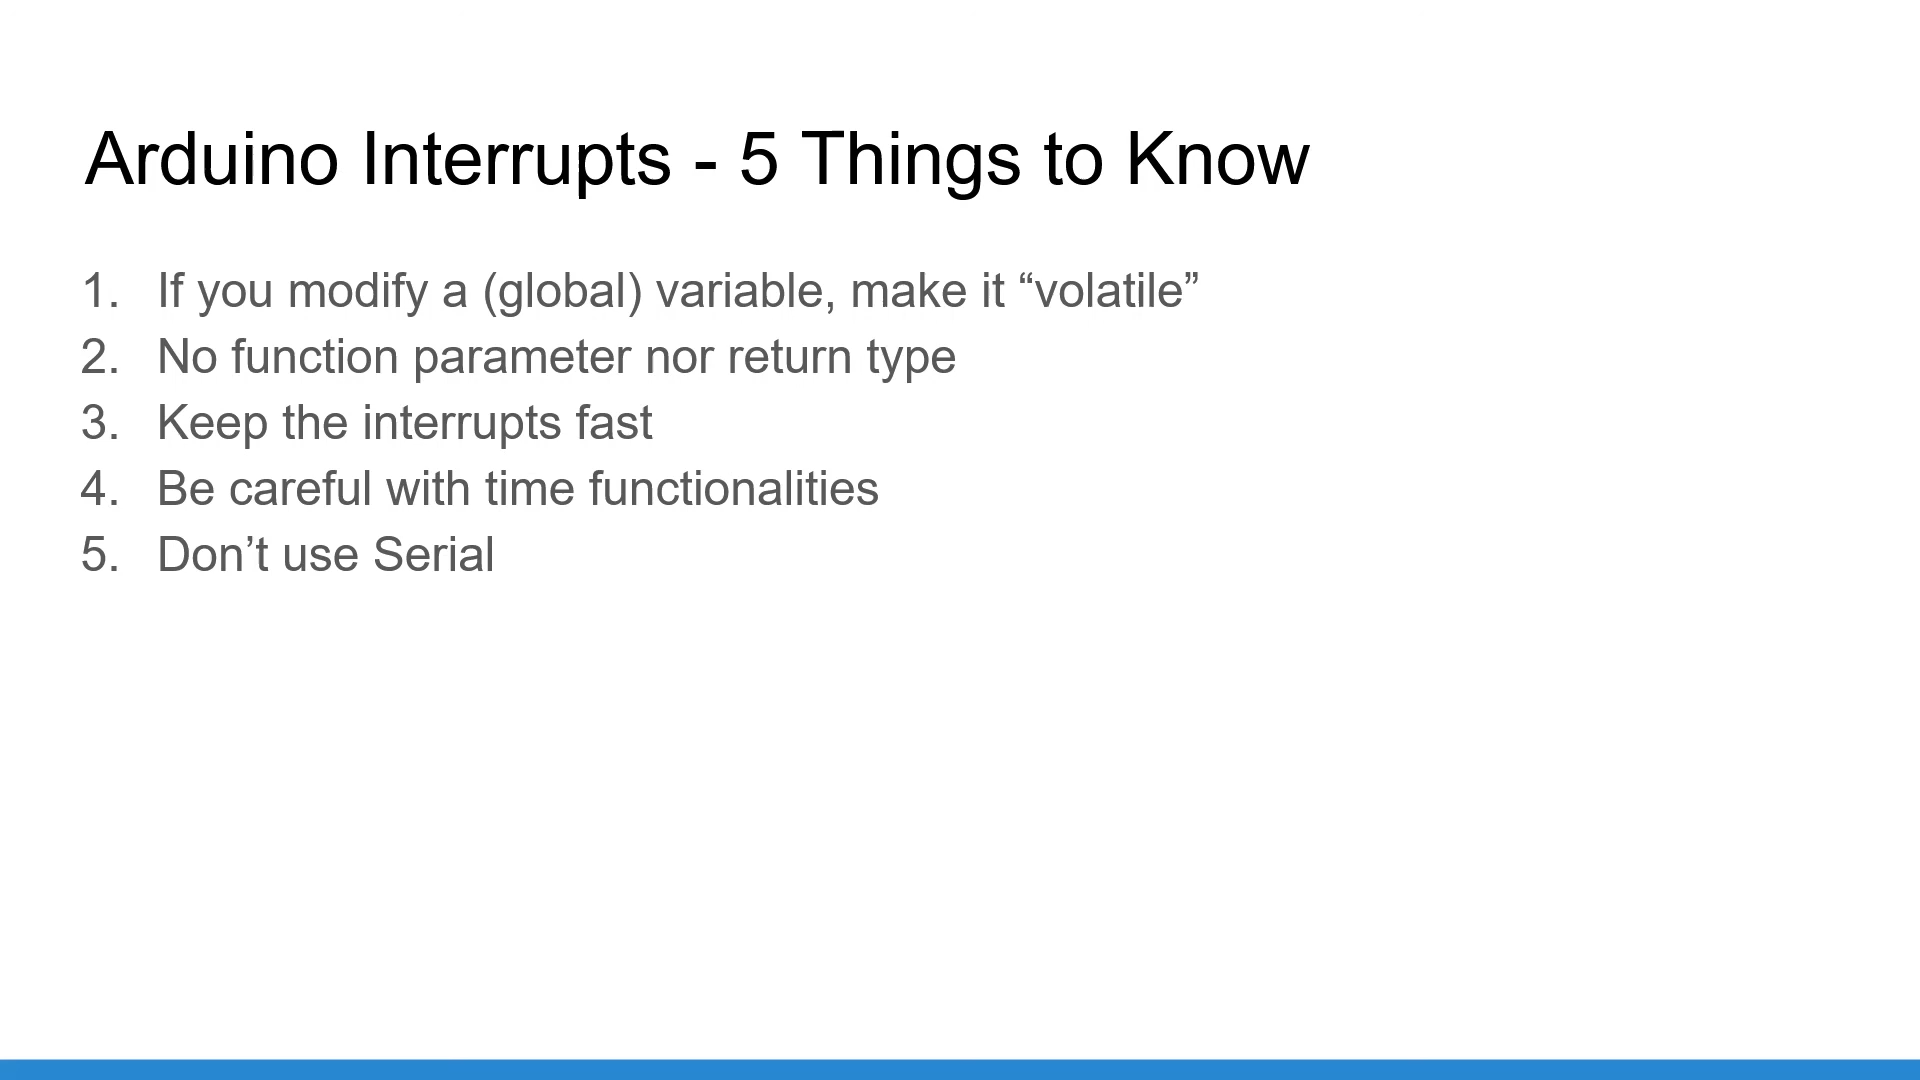 Arduino Interrupts - 5 Things to Know
1. If you modify a (global) variable, make it “volatile”
2. No function parameter nor return type
3. Keep the interrupts fast
4. Be careful with time functionalities
5. Don’t use Serial